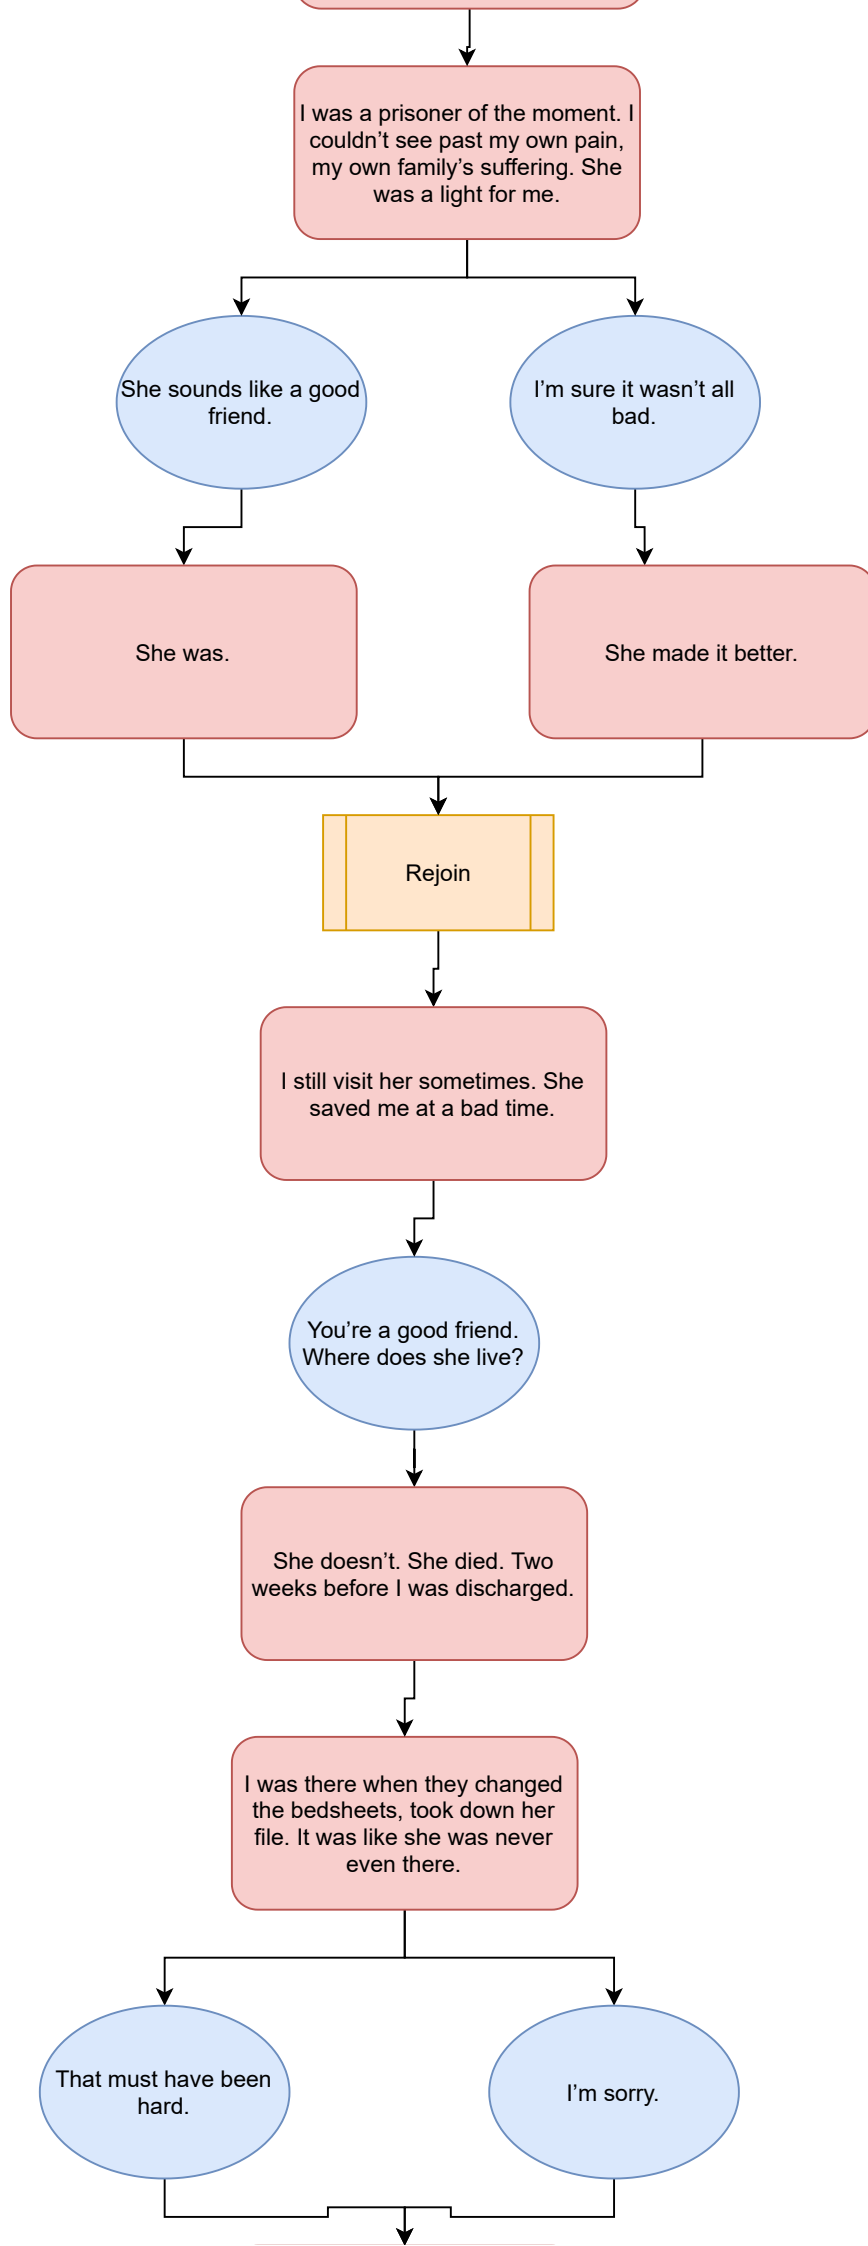 I was a prisoner of the moment. I
couldn’t see past my own pain,
my own family’s suffering. She
was a light for me.
She sounds like a good
friend.
I’m sure it wasn’t all
bad.
She was.
She made it better.
Rejoin
I still visit her sometimes. She
saved me at a bad time.
You’re a good friend.
Where does she live?
She doesn’t. She died. Two
weeks before I was discharged.
I was there when they changed
the bedsheets, took down her
file. It was like she was never
even there.
That must have been
hard.
I’m sorry.